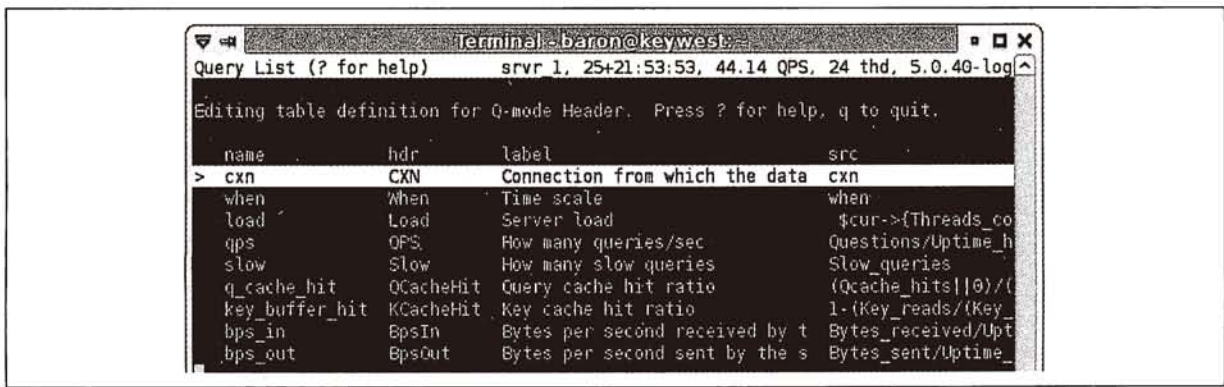 Terminal - baron@keywest:~
Query List (? for help) srvr_1, 25+21:53:53, 44.14 QPS, 24 thd, 5.0.40-log
Editing table definition for Q-mode Header. Press ? for help, q to quit.
name hdr label src
> cxn CXN Connection from which the data cxn
when When Time scale when
load Load Server load $cur->{Threads_co
qps QPS How many queries/sec Questions/Uptime_h
slow Slow How many slow queries Slow_queries
q_cache_hit QCacheHit Query cache hit ratio (Qcache_hits||0)/(
key_buffer_hit KCacheHit Key cache hit ratio 1-(Key_reads/(Key_
bps_in BpsIn Bytes per second received by t Bytes_received/Upt
bps_out BpsOut Bytes per second sent by the s Bytes_sent/Uptime_